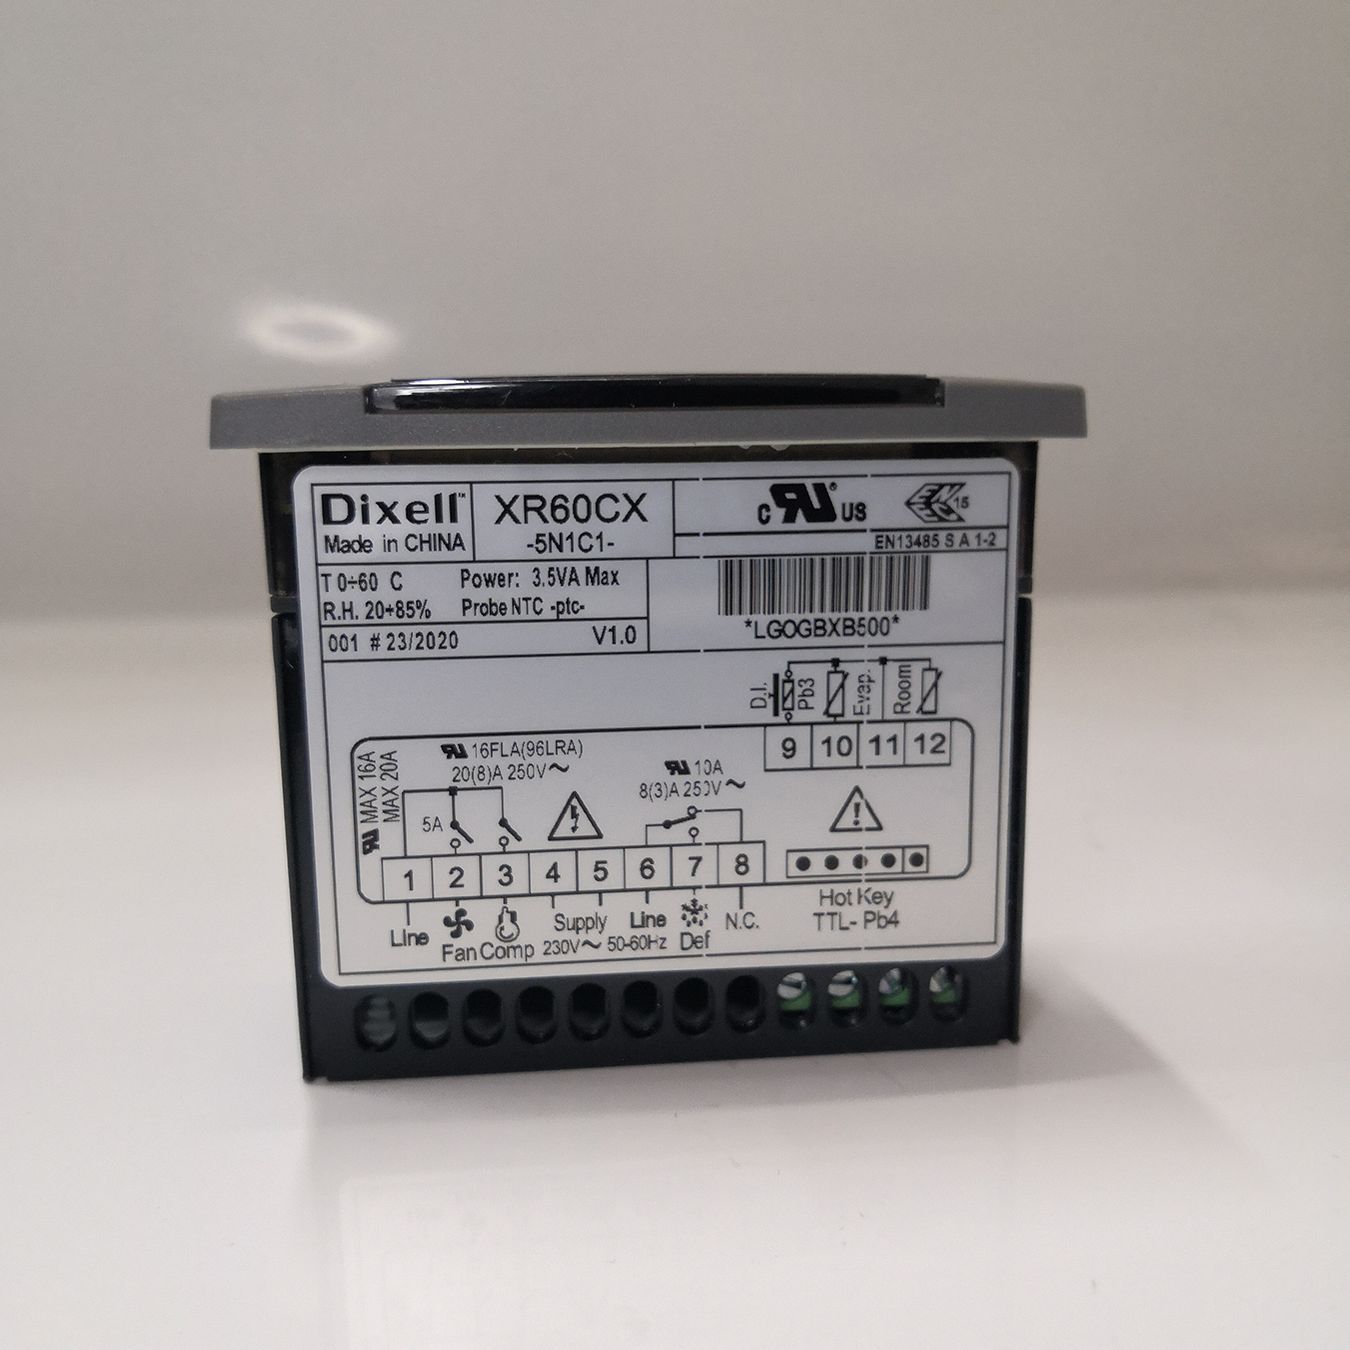 Dixell™
Made in CHINA
XR60CX
-5N1C1-
c RU® US
ENEC 15
EN13485 S A 1-2
T 0÷60 C
Power: 3.5VA Max
R.H. 20÷85%
Probe NTC -ptc-
001 # 23/2020
V1.0
*LGOGBXB500*
D.I.
Pb3
Evap.
Room
9 10 11 12
MAX 16A
MAX 20A
16FLA(96LRA)
20(8)A 250V~
5A
10A
8(3)A 250V~
1 2 3 4 5 6 7 8
Line
Fan
Comp
Supply
230V~ 50-60Hz
Line
Def
N.C.
Hot Key
TTL- Pb4